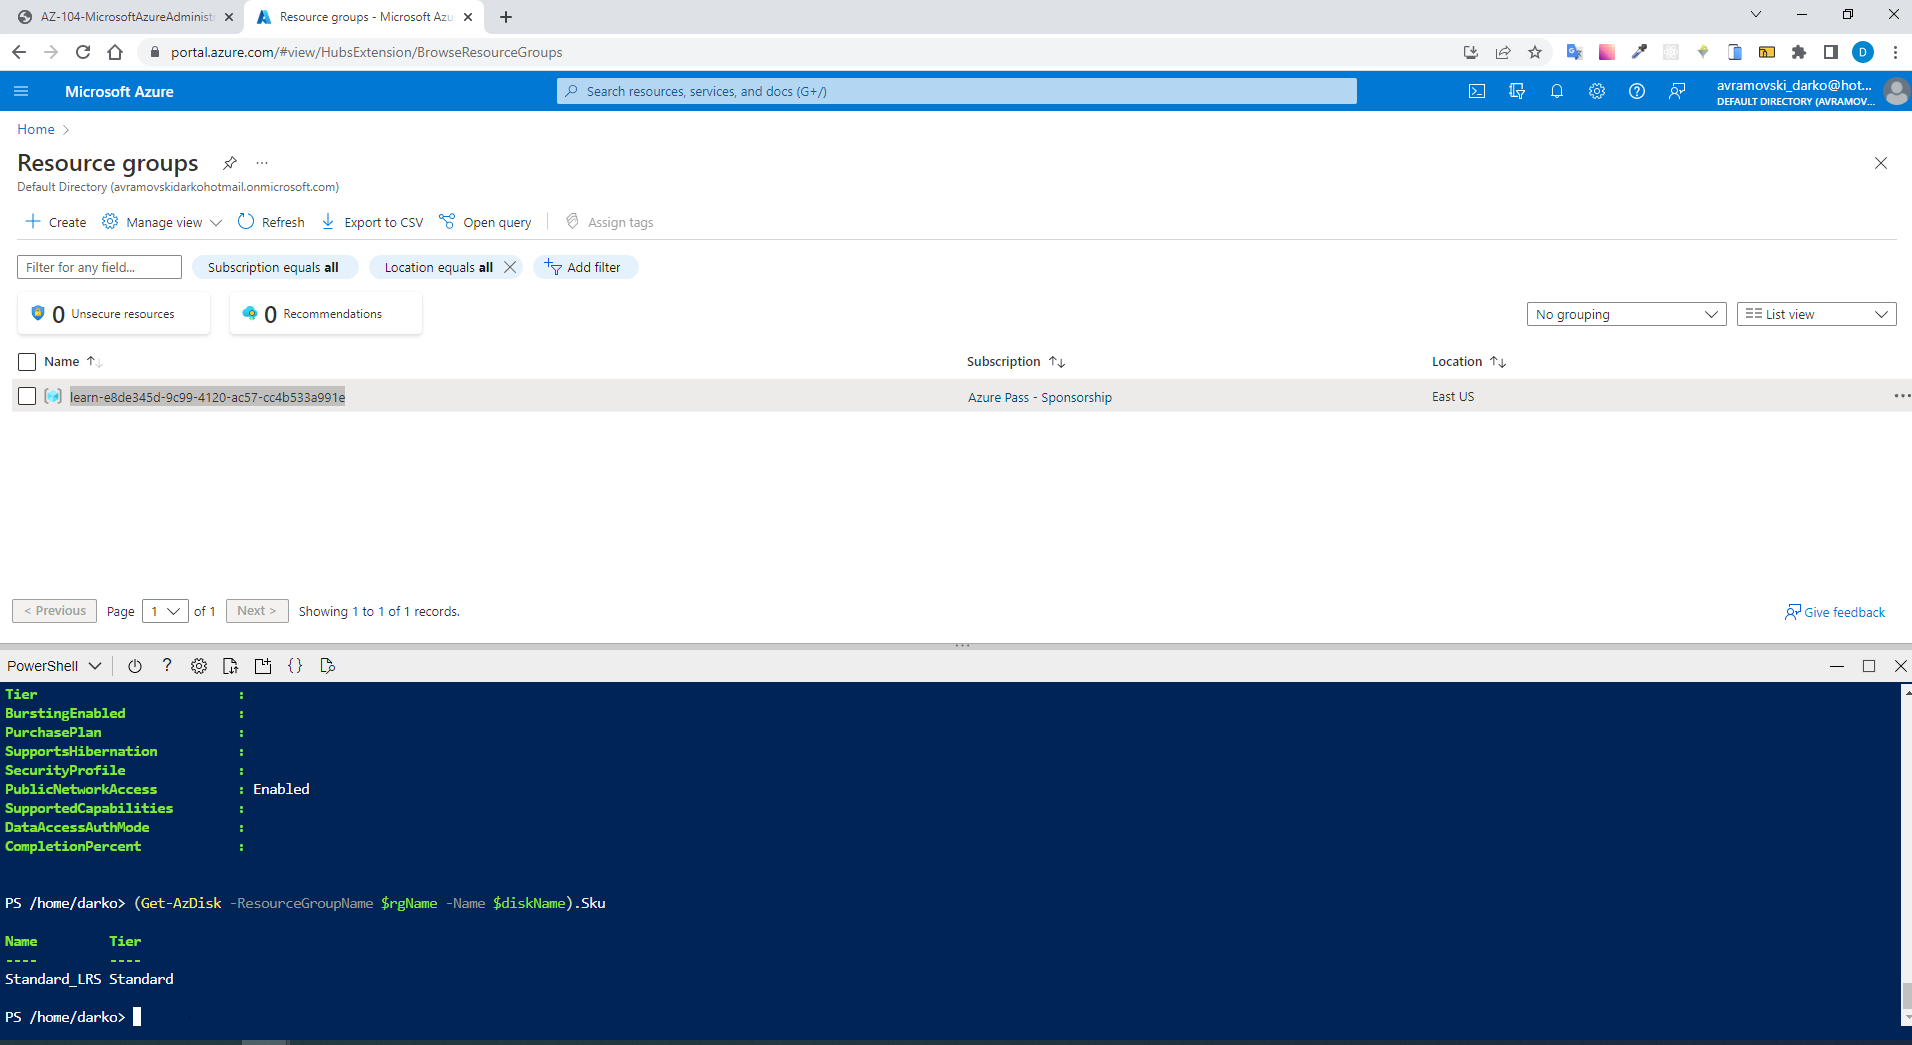 AZ-104-MicrosoftAzureAdminist
Resource groups - Microsoft Azu
portal.azure.com/#view/HubsExtension/BrowseResourceGroups
D
Microsoft Azure
Search resources, services, and docs (G+/)
avramovski_darko@hot...
DEFAULT DIRECTORY (AVRAMOV...
Home
Resource groups
Default Directory (avramovskidarkohotmail.onmicrosoft.com)
Create
Manage view
Refresh
Export to CSV
Open query
Assign tags
Filter for any field...
Subscription equals all
Location equals all
Add filter
0 Unsecure resources
0 Recommendations
No grouping
List view
Name
Subscription
Location
learn-e8de345d-9c99-4120-ac57-cc4b533a991e
Azure Pass - Sponsorship
East US
< Previous
Page 1 of 1
Next >
Showing 1 to 1 of 1 records.
Give feedback
PowerShell
Tier :
BurstingEnabled :
PurchasePlan :
SupportsHibernation :
SecurityProfile :
PublicNetworkAccess : Enabled
SupportedCapabilities :
DataAccessAuthMode :
CompletionPercent :
PS /home/darko> (Get-AzDisk -ResourceGroupName $rgName -Name $diskName).Sku
Name Tier
---- ----
Standard_LRS Standard
PS /home/darko>